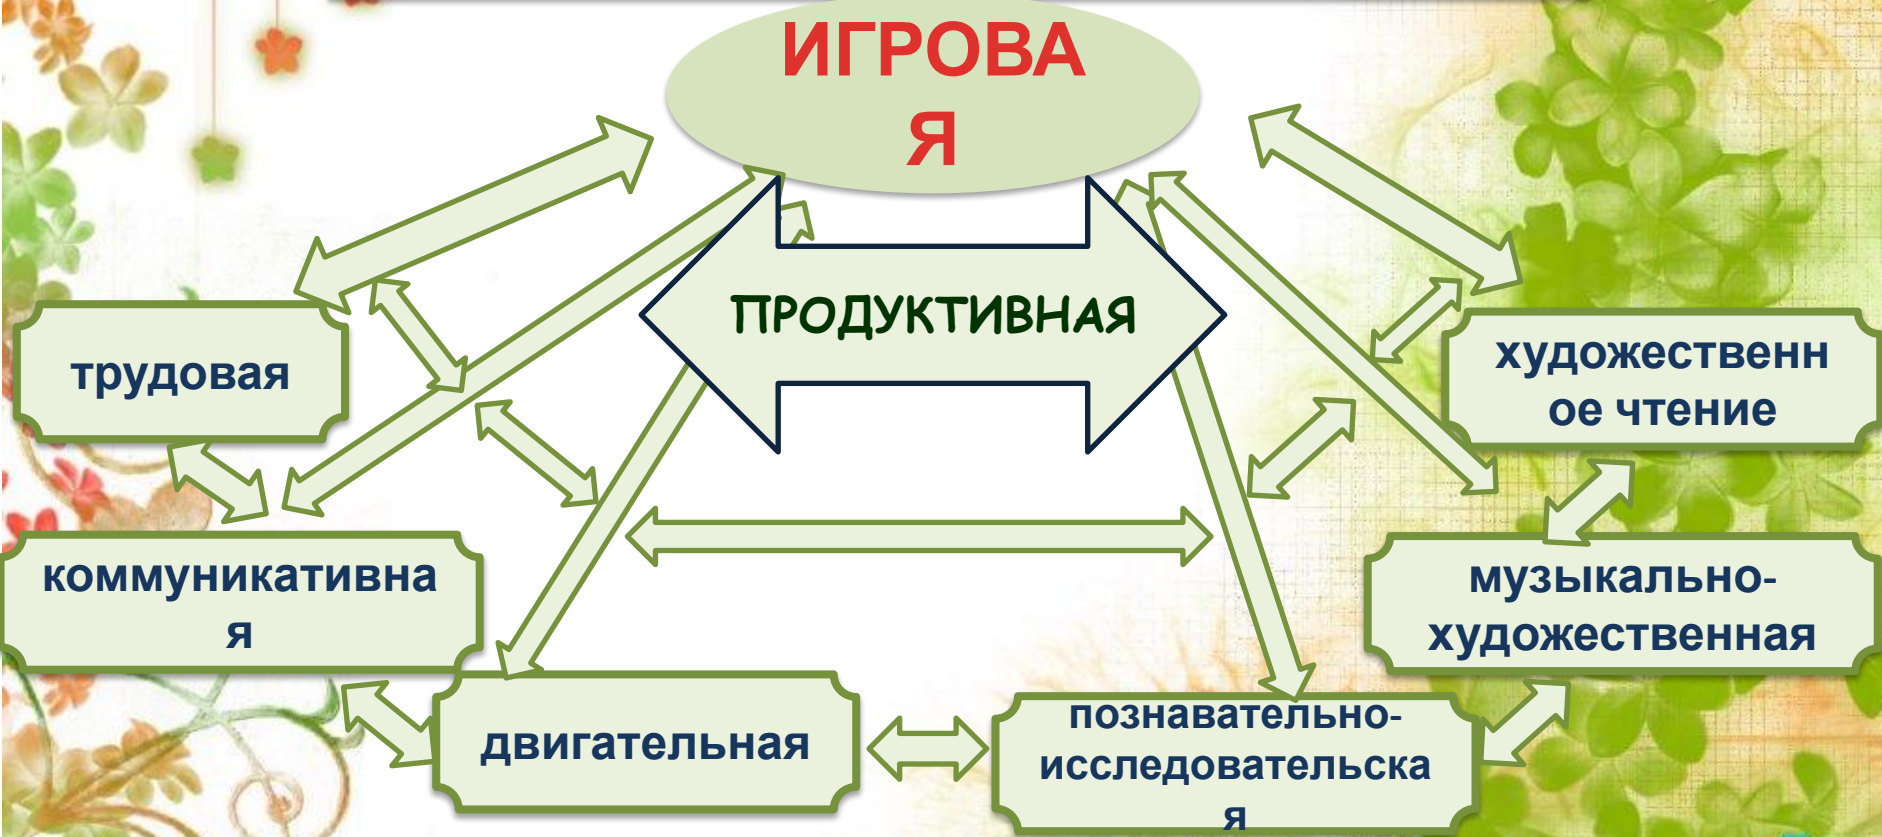 ИГРОВА
Я
ПРОДУКТИВНАЯ
трудовая
художественн
ое чтение
коммуникативна
я
музыкально-
художественная
двигательная
познавательно-
исследовательска
я